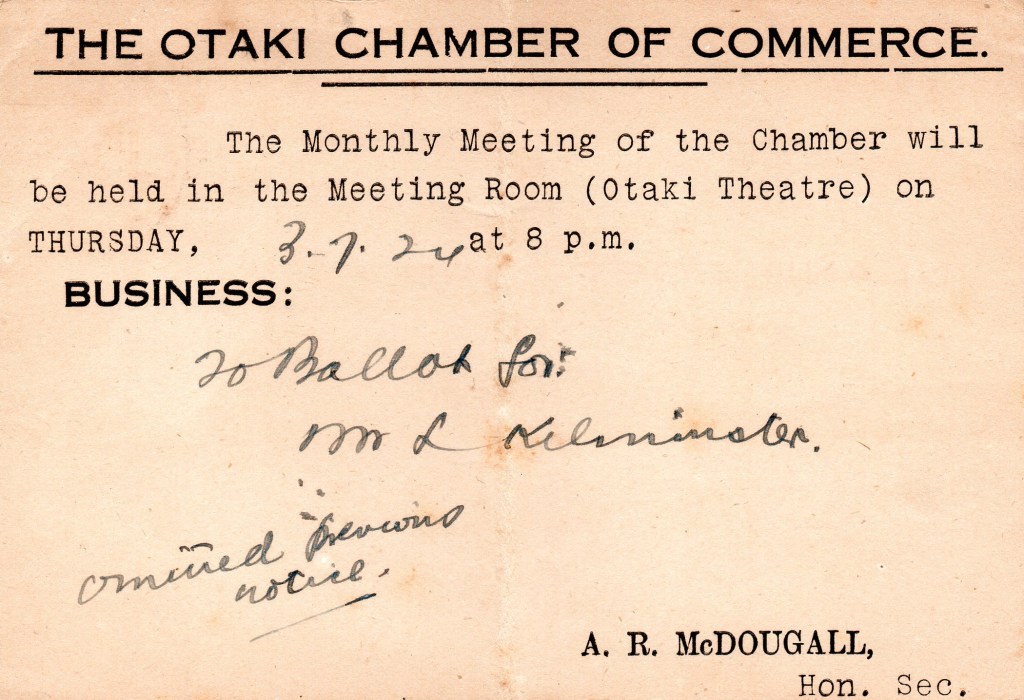 THE OTAKI CHAMBER OF COMMERCE.
The Monthly Meeting of the Chamber will
be held in the Meeting Room (Otaki Theatre) on
THURSDAY, 3.7.24 at 8 p.m.
BUSINESS:
To Ballot for:
Mr L Kilminster.
omitted previous
notice.
A. R. McDOUGALL,
Hon. Sec.